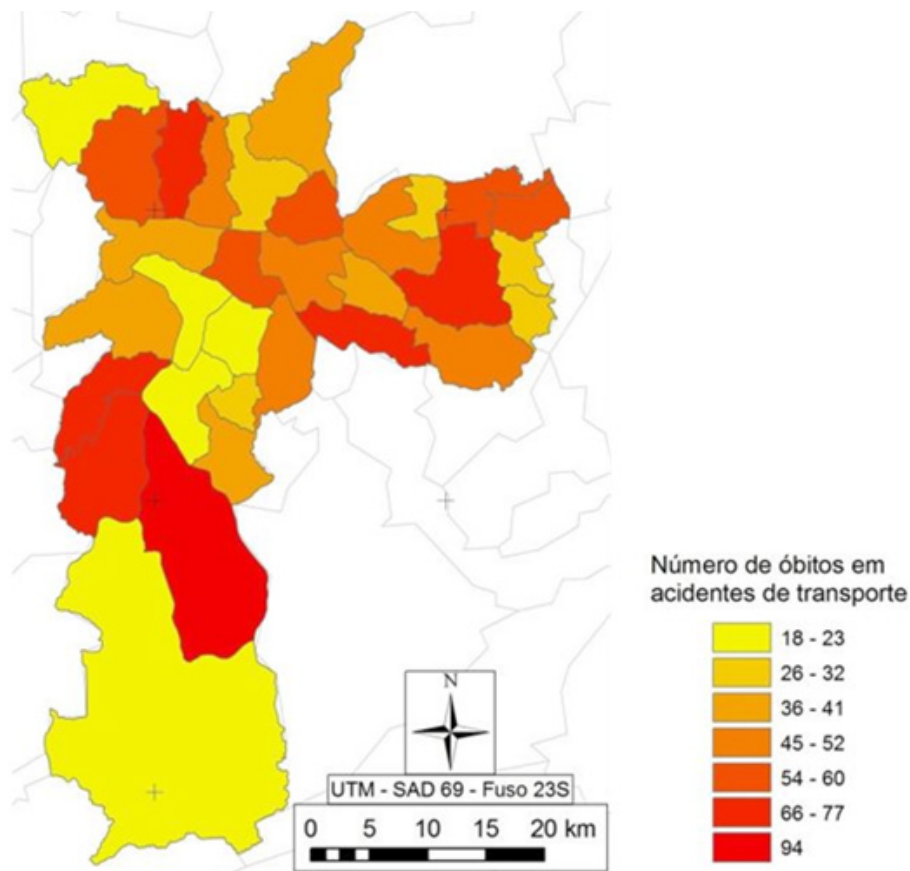 Número de óbitos em
acidentes de transporte
18 - 23
26 - 32
36 - 41
45 - 52
54 - 60
66 - 77
94
N
UTM - SAD 69 - Fuso 23S
0 5 10 15 20 km